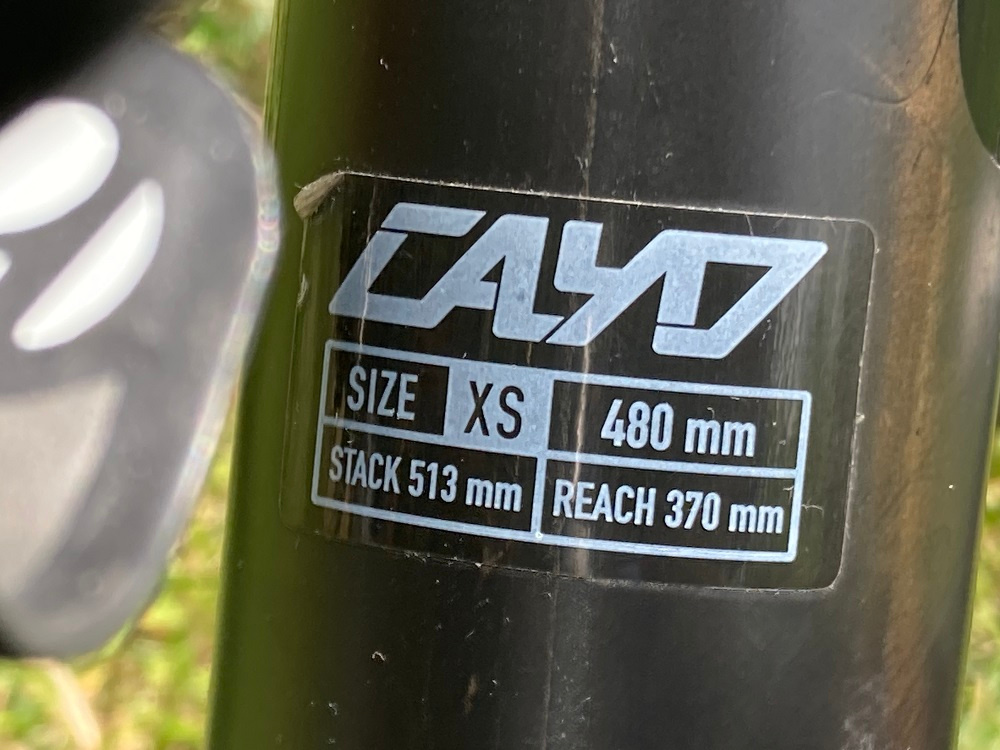 CAYO
SIZE XS 480 mm
STACK 513 mm REACH 370 mm